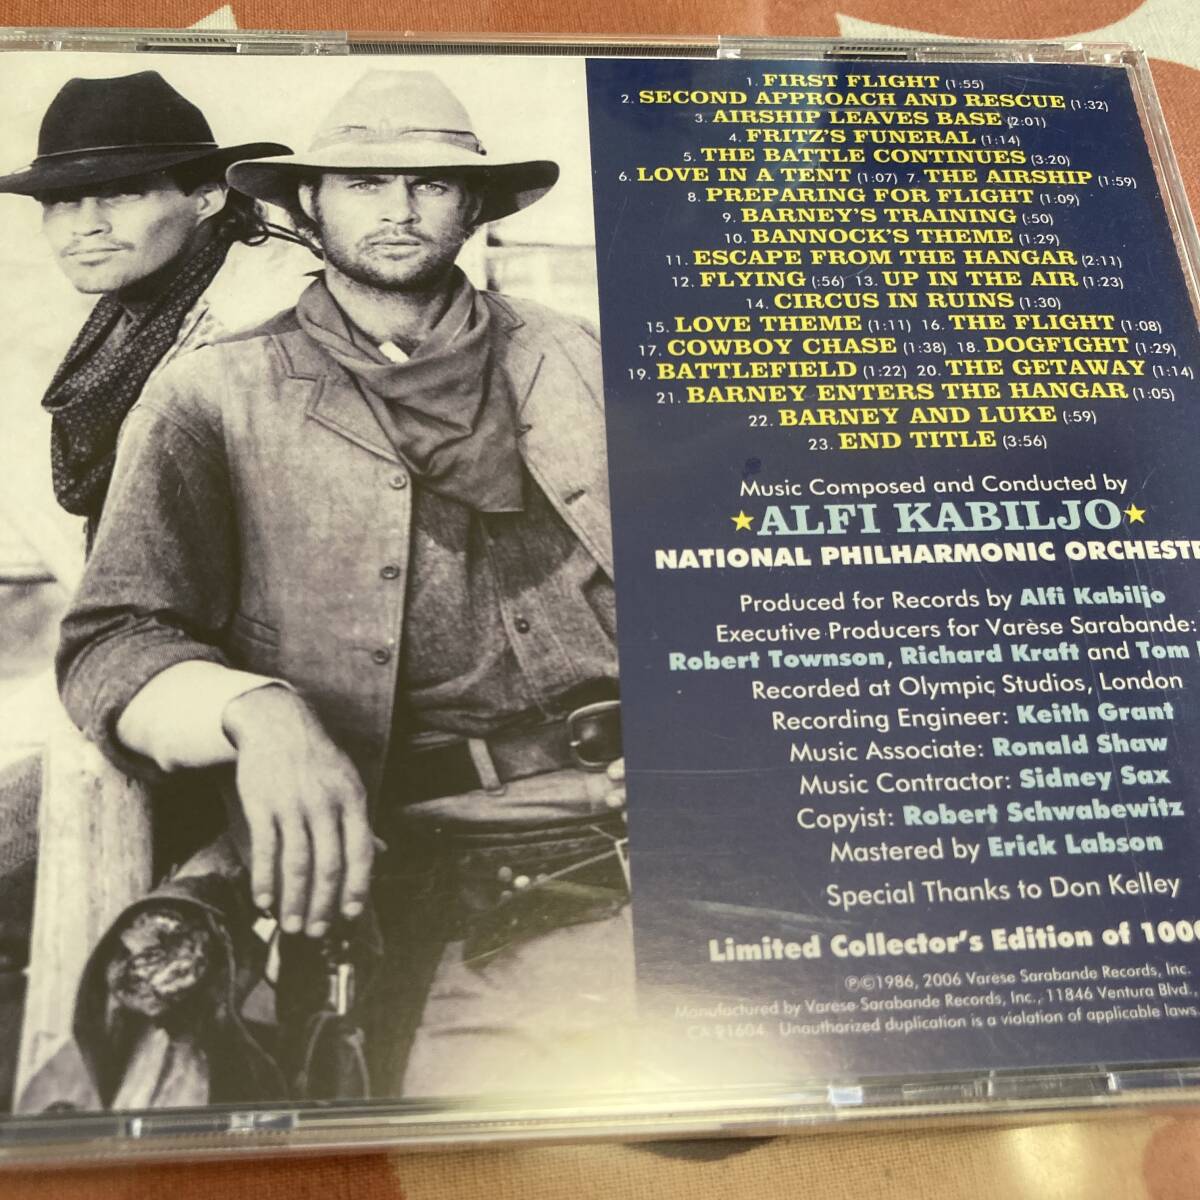 1. FIRST FLIGHT (1:55)
2. SECOND APPROACH AND RESCUE (1:32)
3. AIRSHIP LEAVES BASE (2:01)
4. FRITZ'S FUNERAL (1:14)
5. THE BATTLE CONTINUES (3:20)
6. LOVE IN A TENT (1:07) 7. THE AIRSHIP (1:59)
8. PREPARING FOR FLIGHT (1:09)
9. BARNEY'S TRAINING (:50)
10. BANNOCK'S THEME (1:29)
11. ESCAPE FROM THE HANGAR (2:11)
12. FLYING (:56) 13. UP IN THE AIR (1:23)
14. CIRCUS IN RUINS (1:30)
15. LOVE THEME (1:11) 16. THE FLIGHT (1:08)
17. COWBOY CHASE (1:38) 18. DOGFIGHT (1:29)
19. BATTLEFIELD (1:22) 20. THE GETAWAY (1:14)
21. BARNEY ENTERS THE HANGAR (1:05)
22. BARNEY AND LUKE (:59)
23. END TITLE (3:56)
Music Composed and Conducted by
★ALFI KABILJO★
NATIONAL PHILHARMONIC ORCHEST
Produced for Records by Alfi Kabiljo
Executive Producers for Varèse Sarabande:
Robert Townson, Richard Kraft and Tom
Recorded at Olympic Studios, London
Recording Engineer: Keith Grant
Music Associate: Ronald Shaw
Music Contractor: Sidney Sax
Copyist: Robert Schwabewitz
Mastered by Erick Labson
Special Thanks to Don Kelley
Limited Collector's Edition of 1000
℗©1986, 2006 Varese Sarabande Records, Inc.
Manufactured by Varese Sarabande Records, Inc., 11846 Ventura Blvd.,
CA 91604. Unauthorized duplication is a violation of applicable laws.